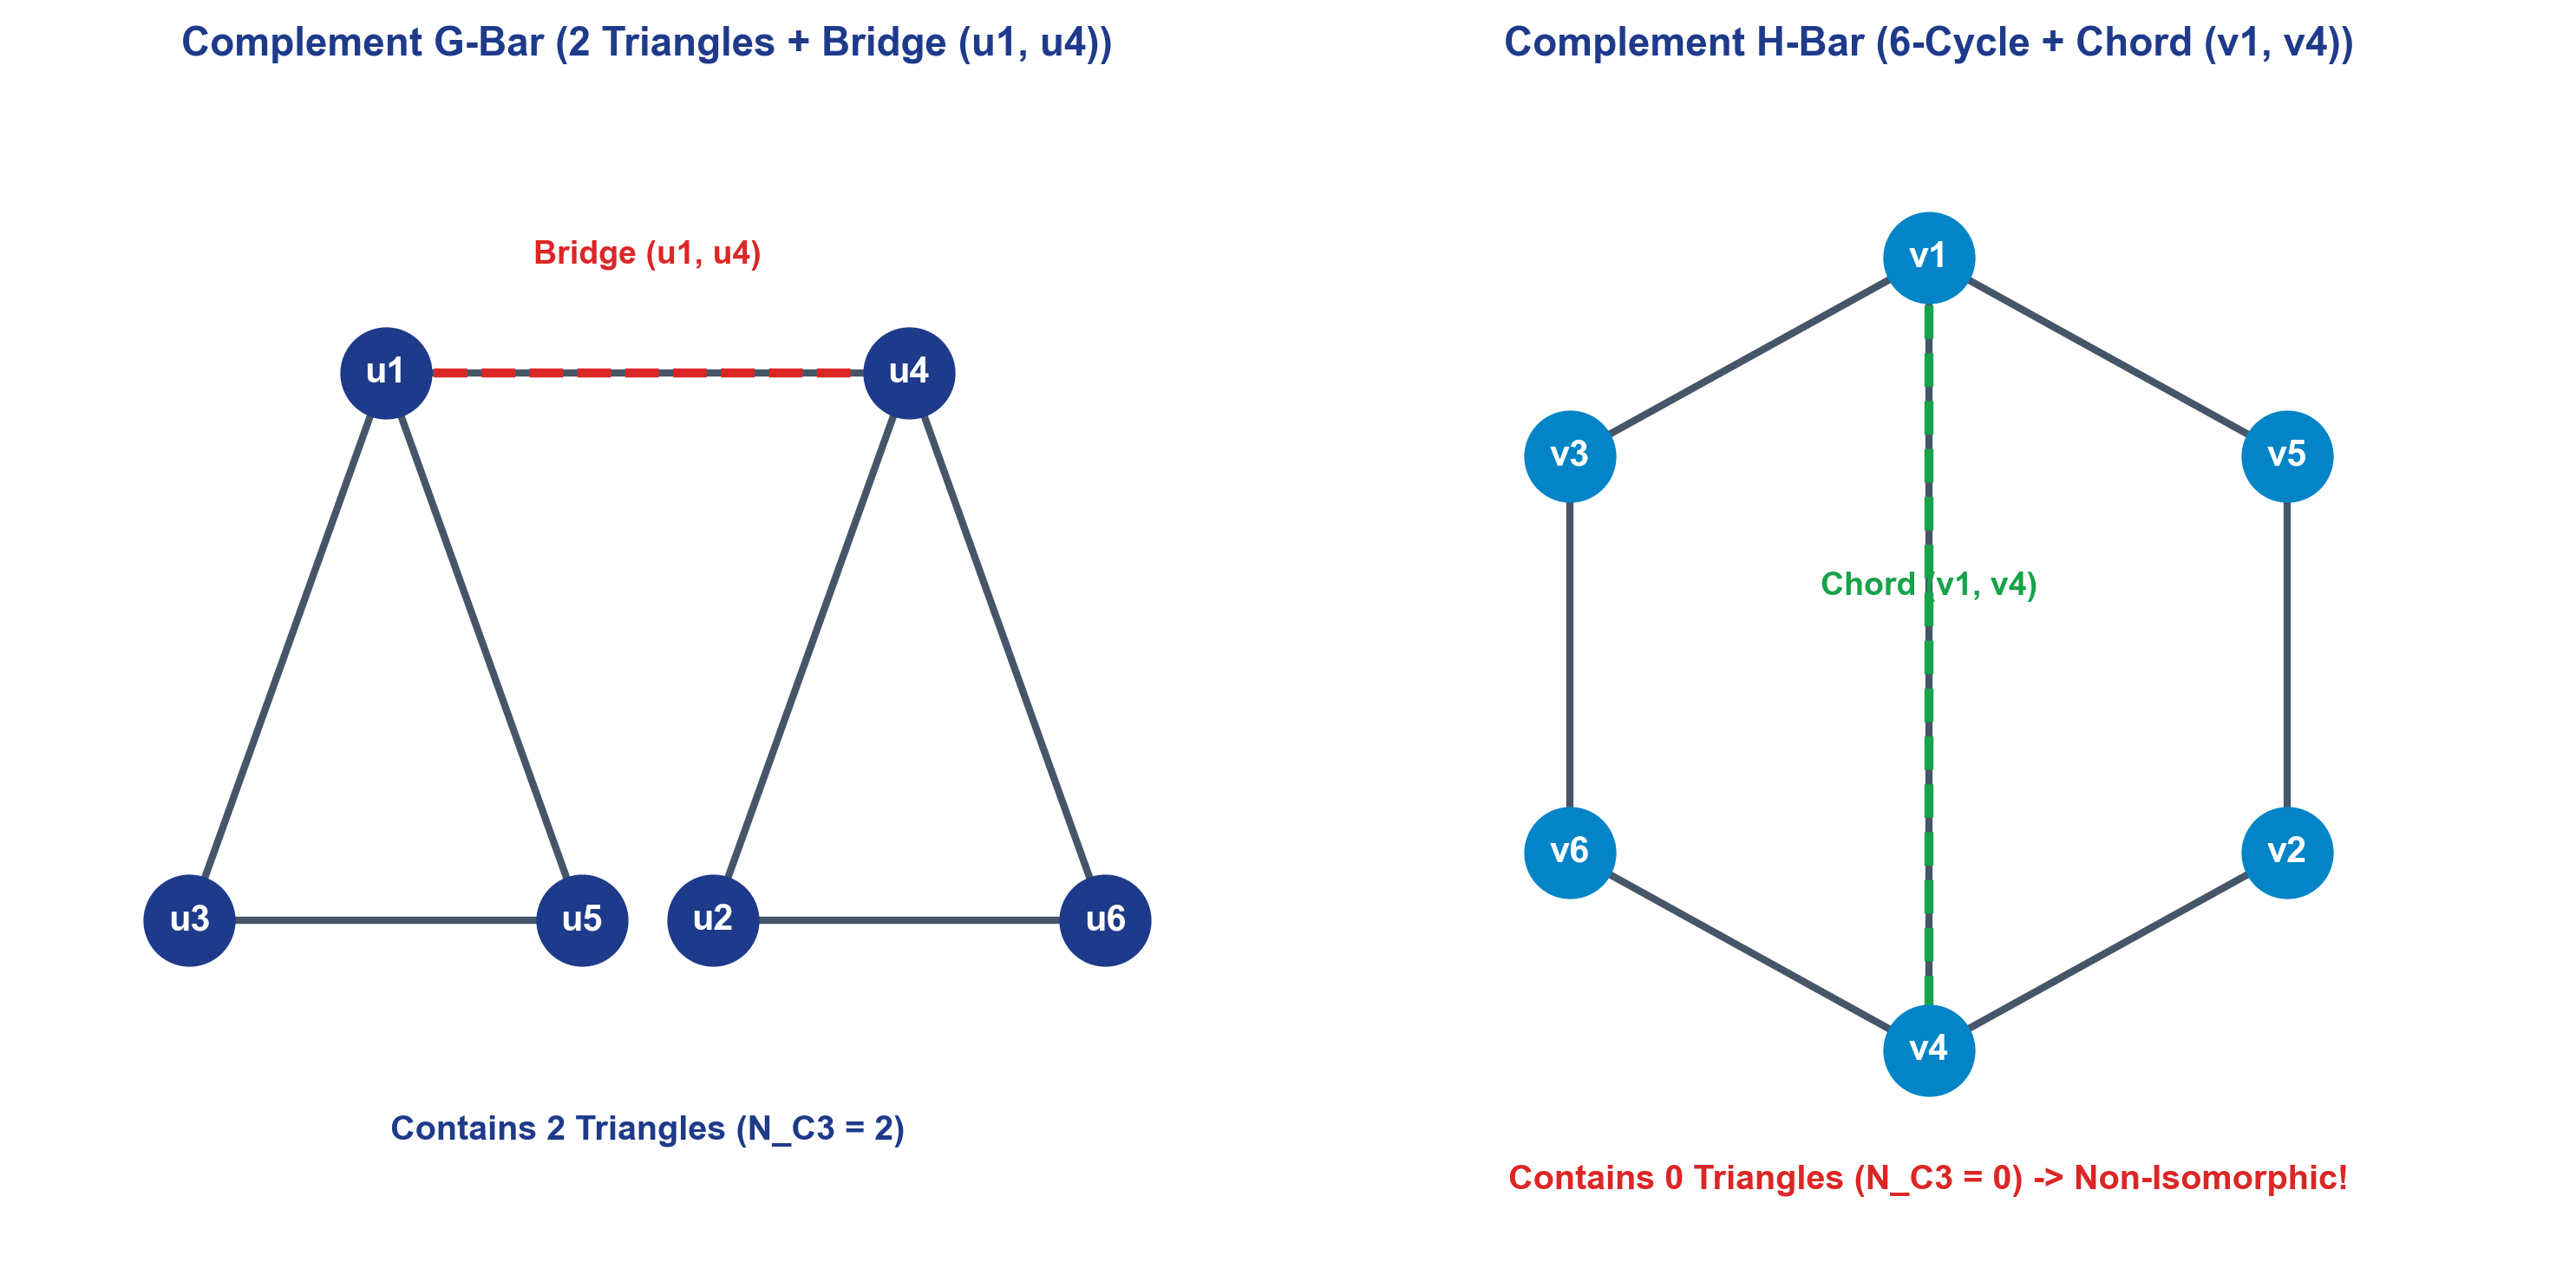 Complement G-Bar (2 Triangles + Bridge (u1, u4))
Bridge (u1, u4)
u1
u4
u3
u5
u2
u6
Contains 2 Triangles (N_C3 = 2)
Complement H-Bar (6-Cycle + Chord (v1, v4))
v1
v3
v5
Chord (v1, v4)
v6
v2
v4
Contains 0 Triangles (N_C3 = 0) -> Non-Isomorphic!